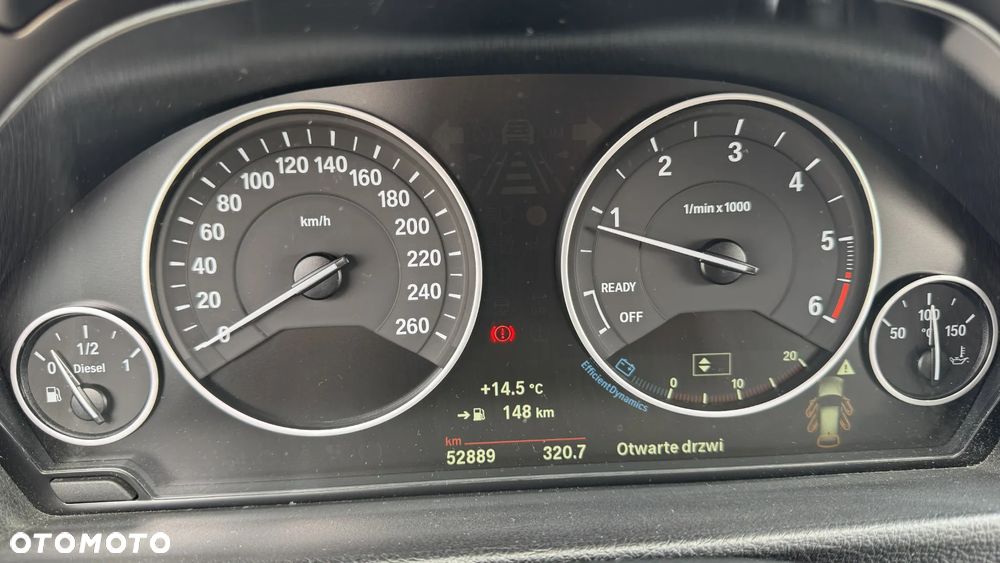 0 20 40 60 80 100 120 140 160 180 200 220 240 260
km/h
1 2 3 4 5 6
1/min x 1000
READY
OFF
0 1/2 1
Diesel
50 100 150
°C
EfficientDynamics
0 10 20
+14.5 °C
148 km
km
52889 320.7
Otwarte drzwi
OTOMOTO